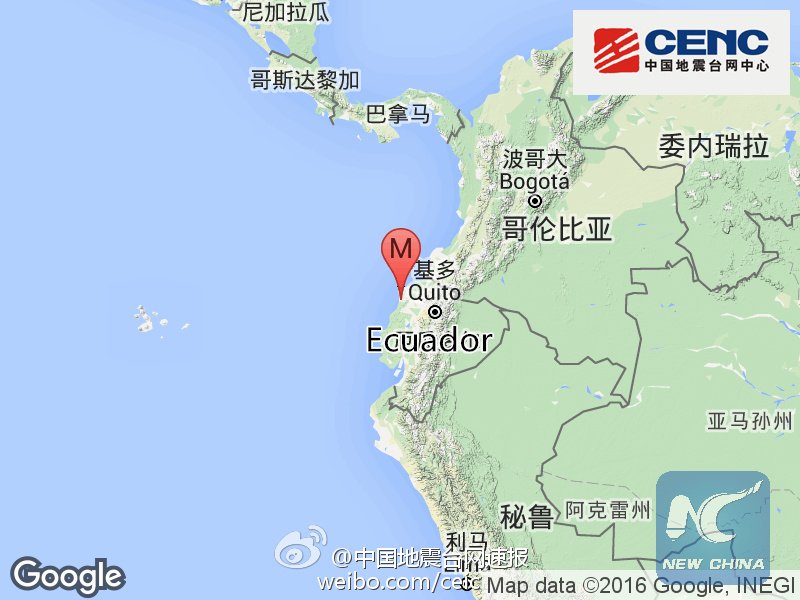 尼加拉瓜
CENC
中国地震台网中心
哥斯达黎加
巴拿马
委内瑞拉
波哥大
Bogotá
哥伦比亚
M
基多
Quito
Ecuador
亚马孙州
秘鲁
阿克雷州
利马
NEW CHINA
@中国地震台网速报
weibo.com/ceic
Google
Map data ©2016 Google, INEGI